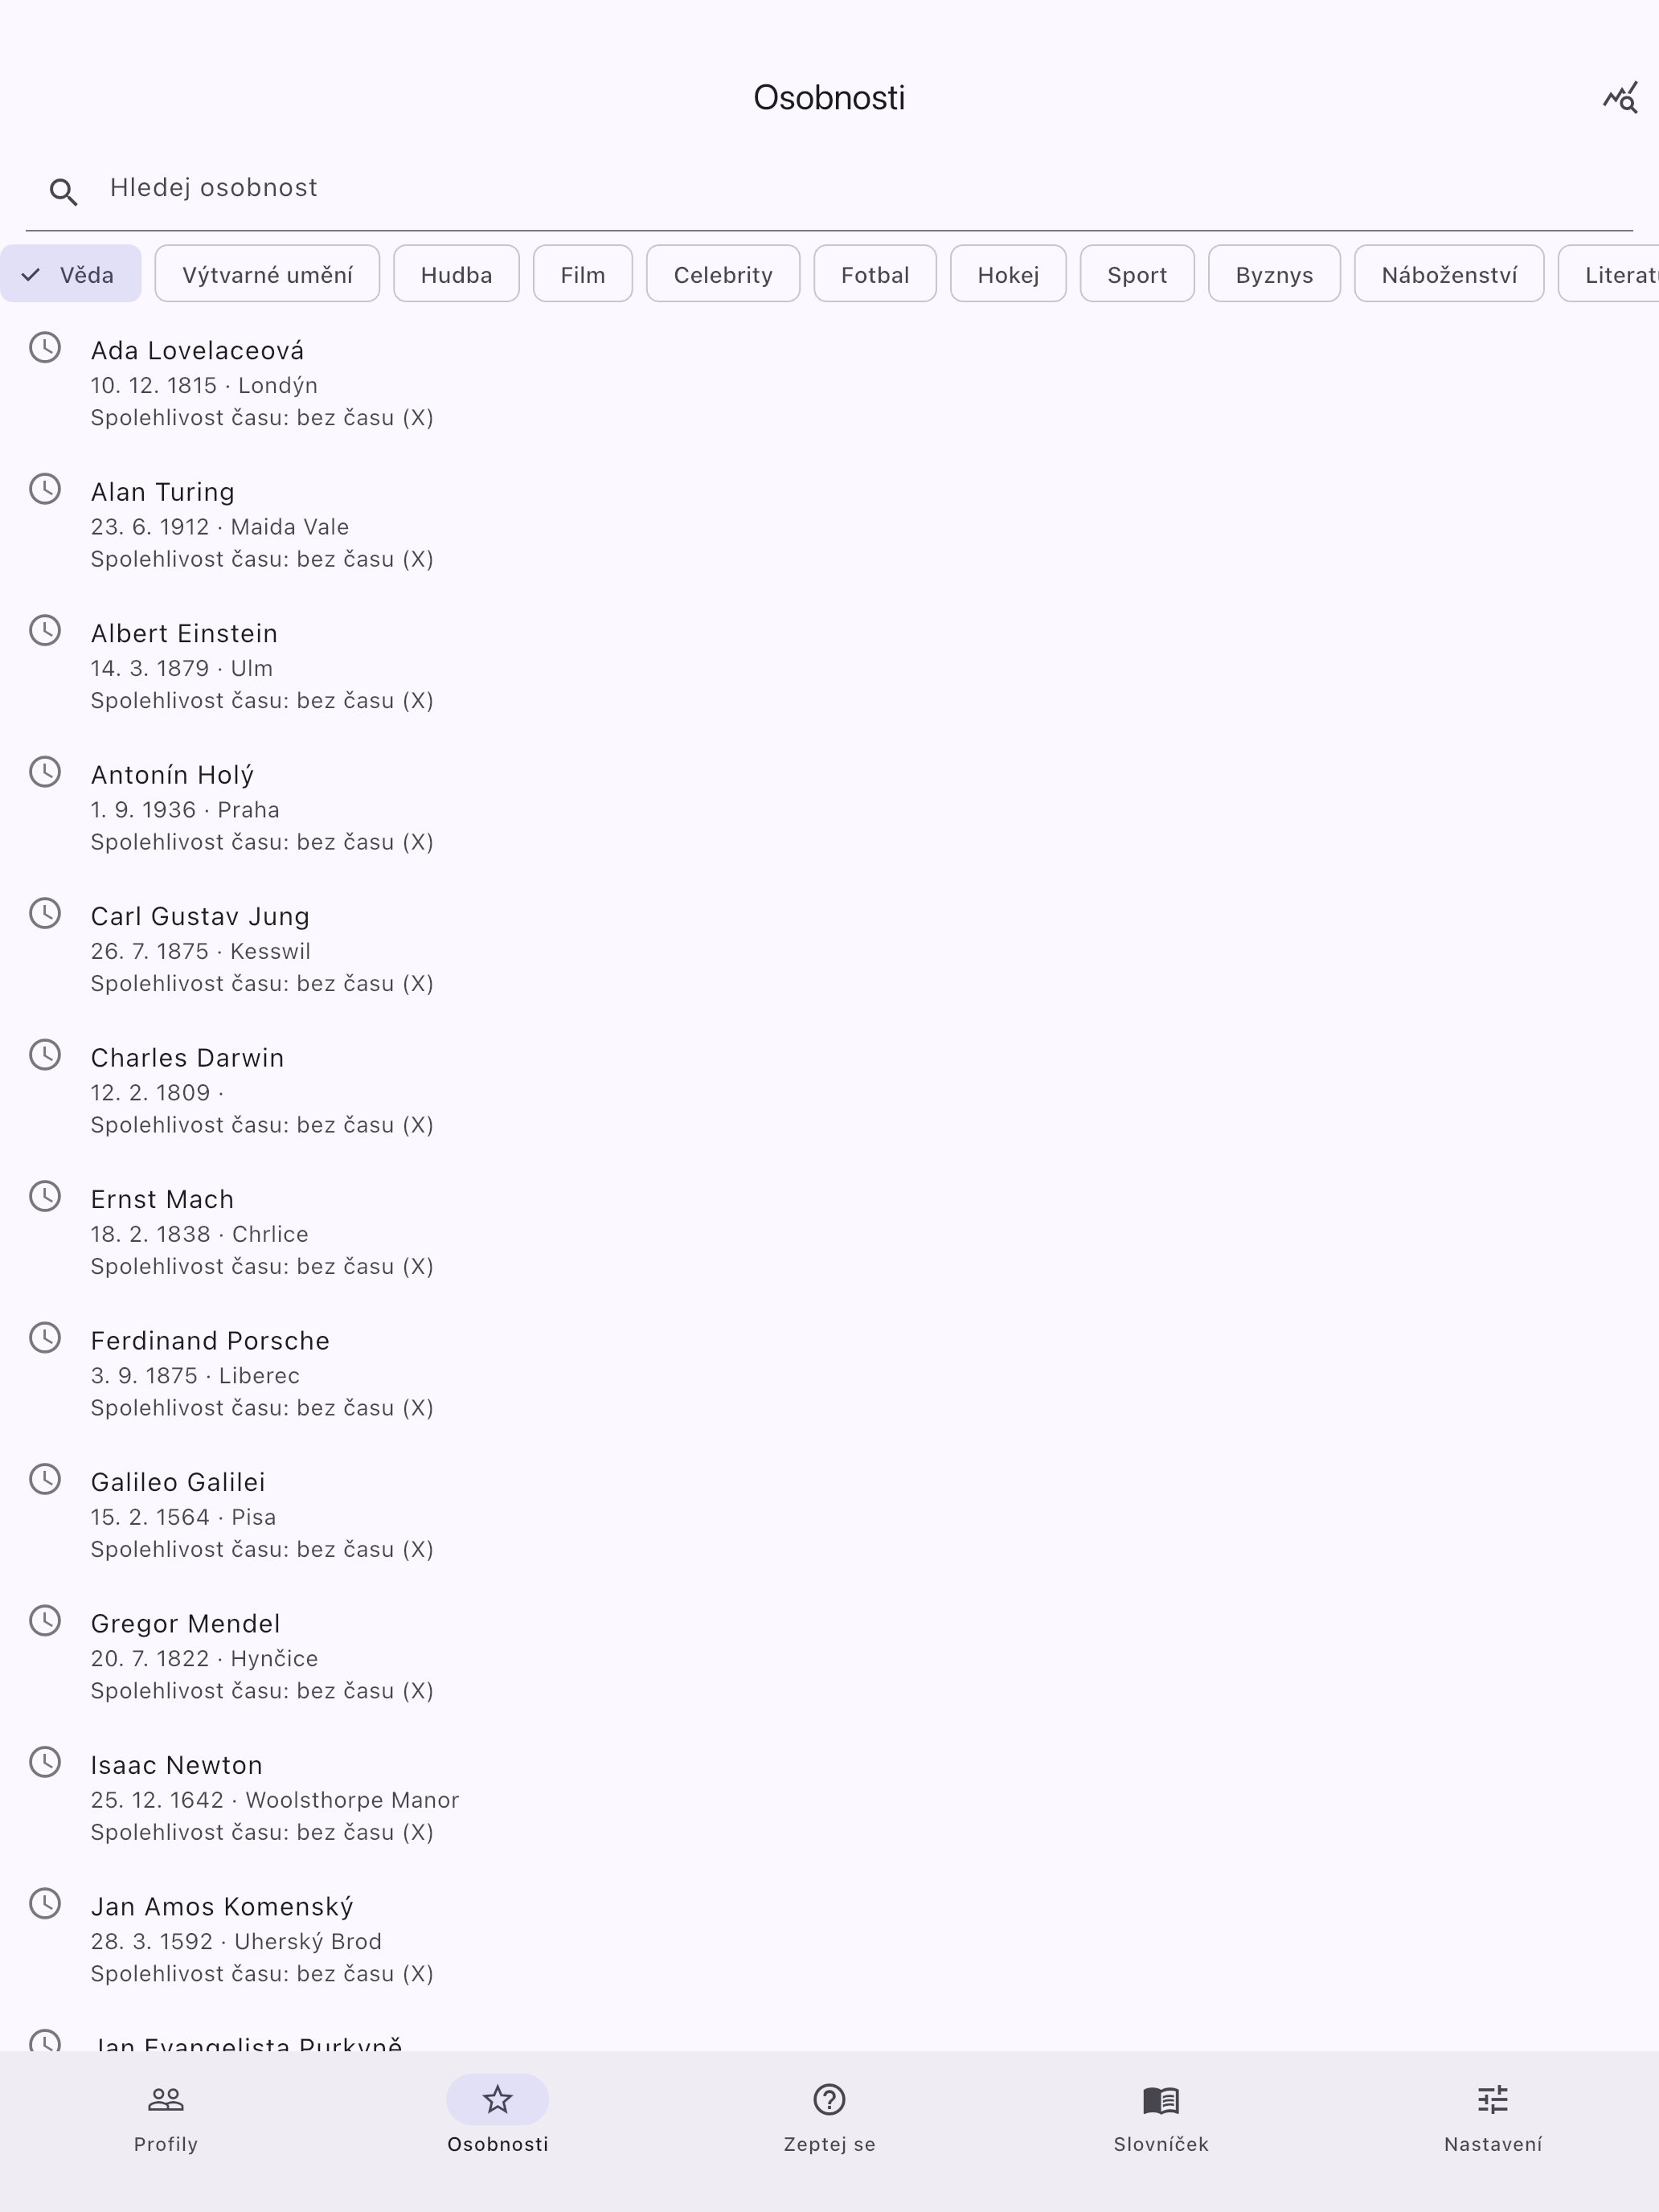 Osobnosti
Hledej osobnost
Věda
Výtvarné umění
Hudba
Film
Celebrity
Fotbal
Hokej
Sport
Byznys
Náboženství
Literat
Ada Lovelaceová
10. 12. 1815 · Londýn
Spolehlivost času: bez času (X)
Alan Turing
23. 6. 1912 · Maida Vale
Spolehlivost času: bez času (X)
Albert Einstein
14. 3. 1879 · Ulm
Spolehlivost času: bez času (X)
Antonín Holý
1. 9. 1936 · Praha
Spolehlivost času: bez času (X)
Carl Gustav Jung
26. 7. 1875 · Kesswil
Spolehlivost času: bez času (X)
Charles Darwin
12. 2. 1809 ·
Spolehlivost času: bez času (X)
Ernst Mach
18. 2. 1838 · Chrlice
Spolehlivost času: bez času (X)
Ferdinand Porsche
3. 9. 1875 · Liberec
Spolehlivost času: bez času (X)
Galileo Galilei
15. 2. 1564 · Pisa
Spolehlivost času: bez času (X)
Gregor Mendel
20. 7. 1822 · Hynčice
Spolehlivost času: bez času (X)
Isaac Newton
25. 12. 1642 · Woolsthorpe Manor
Spolehlivost času: bez času (X)
Jan Amos Komenský
28. 3. 1592 · Uherský Brod
Spolehlivost času: bez času (X)
Jan Evangelista Purkyně
Profily
Osobnosti
Zeptej se
Slovníček
Nastavení